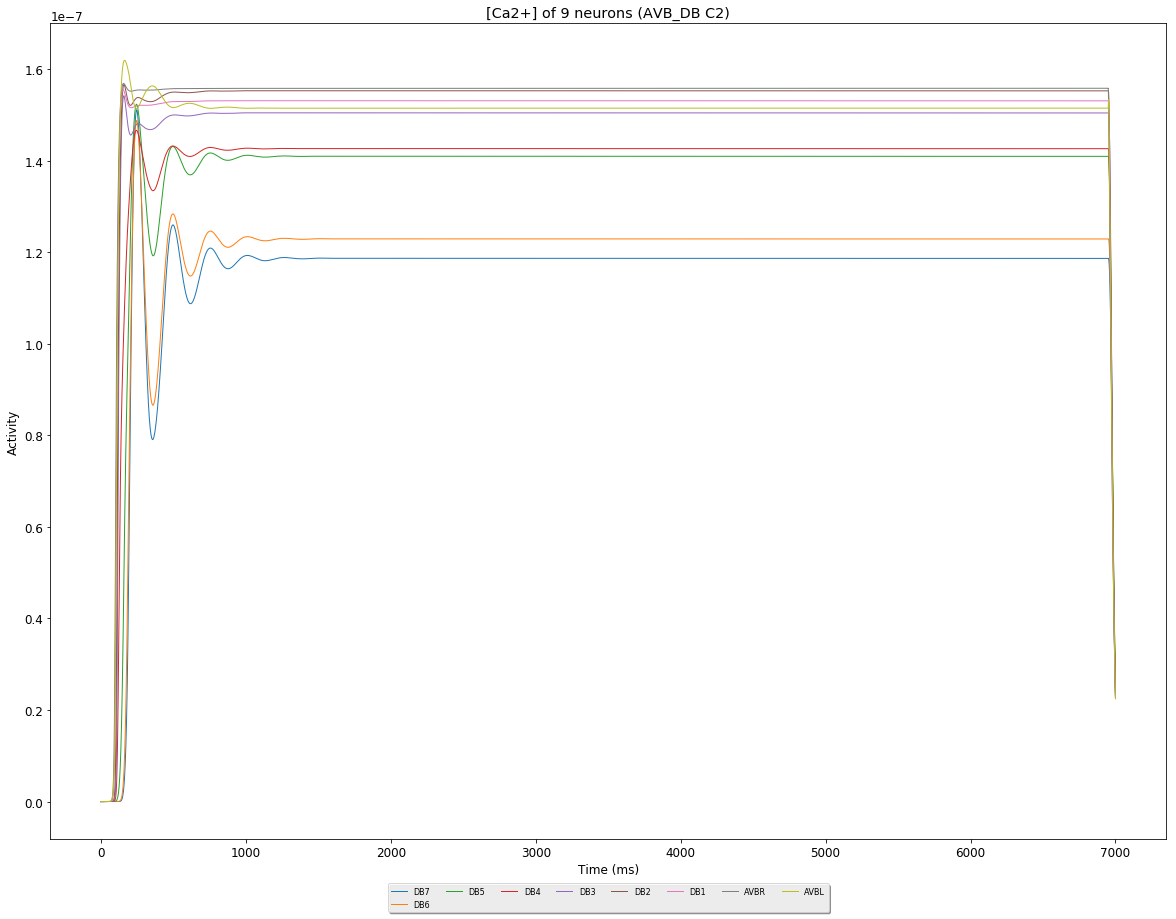 [Ca2+] of 9 neurons (AVB_DB C2)
1e−7
1.6
1.4
1.2
1.0
0.8
0.6
0.4
0.2
0.0
Activity
0 1000 2000 3000 4000 5000 6000 7000
Time (ms)
DB7 DB5 DB4 DB3 DB2 DB1 AVBR AVBL
DB6